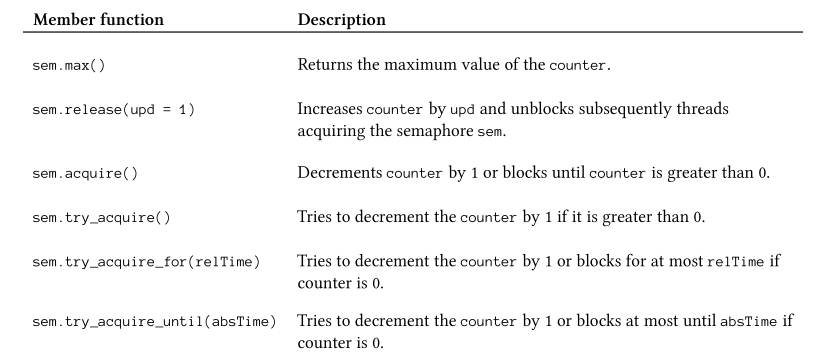 Member function Description
sem.max() Returns the maximum value of the counter.
sem.release(upd = 1) Increases counter by upd and unblocks subsequently threads
acquiring the semaphore sem.
sem.acquire() Decrements counter by 1 or blocks until counter is greater than 0.
sem.try_acquire() Tries to decrement the counter by 1 if it is greater than 0.
sem.try_acquire_for(relTime) Tries to decrement the counter by 1 or blocks for at most relTime if
counter is 0.
sem.try_acquire_until(absTime) Tries to decrement the counter by 1 or blocks at most until absTime if
counter is 0.